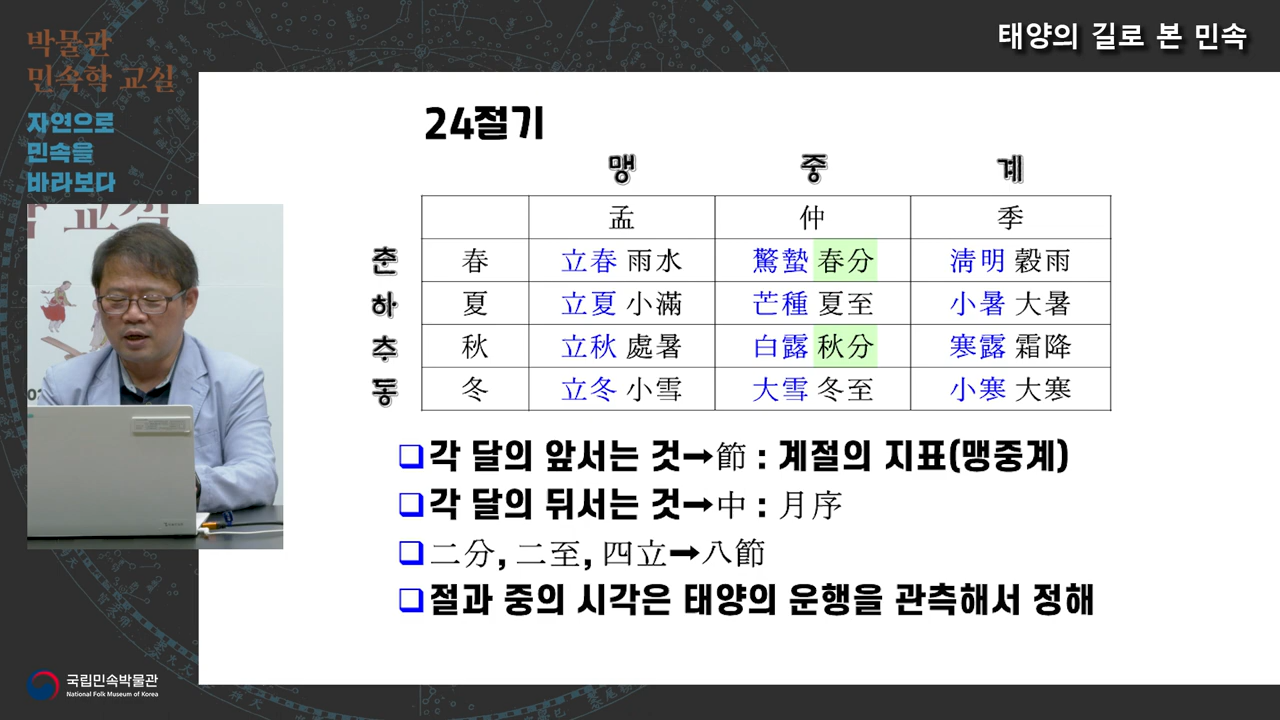 태양의 길로 본 민속
박물관
민속학 교실
자연으로
민속을
바라보다
24절기
맹 중 계
孟 仲 季
춘 春 立春 雨水 驚蟄 春分 淸明 穀雨
하 夏 立夏 小滿 芒種 夏至 小暑 大暑
추 秋 立秋 處暑 白露 秋分 寒露 霜降
동 冬 立冬 小雪 大雪 冬至 小寒 大寒
❑각 달의 앞서는 것➞節 : 계절의 지표(맹중계)
❑각 달의 뒤서는 것➞中 : 月序
❑二分, 二至, 四立➞八節
❑절과 중의 시각은 태양의 운행을 관측해서 정해
국립민속박물관
National Folk Museum of Korea